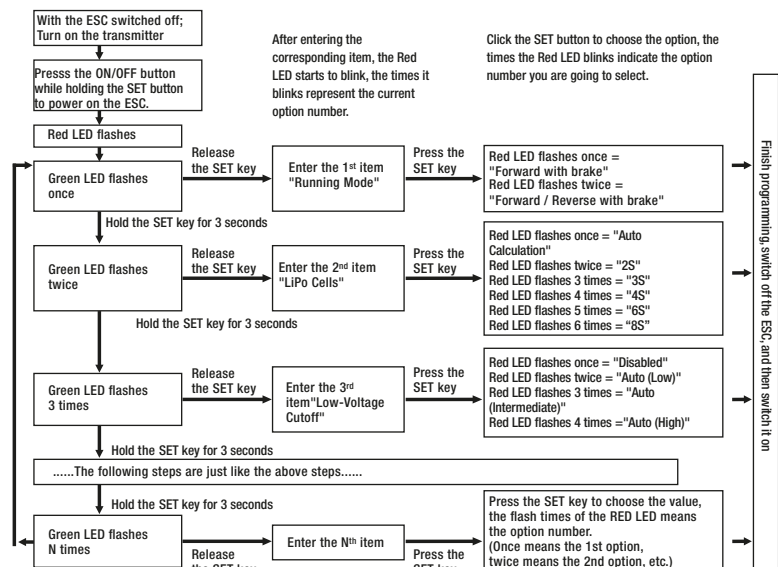 With the ESC switched off;
Turn on the transmitter
After entering the
corresponding item, the Red
LED starts to blink, the times it
blinks represent the current
option number.
Click the SET button to choose the option, the
times the Red LED blinks indicate the option
number you are going to select.
Presss the ON/OFF button
while holding the SET button
to power on the ESC.
Red LED flashes
Green LED flashes
once
Release
the SET key
Enter the 1st item
"Running Mode"
Press the
SET key
Red LED flashes once =
"Forward with brake"
Red LED flashes twice =
"Forward / Reverse with brake"
Hold the SET key for 3 seconds
Green LED flashes
twice
Release
the SET key
Enter the 2nd item
"LiPo Cells"
Press the
SET key
Red LED flashes once = "Auto
Calculation"
Red LED flashes twice = "2S"
Red LED flashes 3 times = "3S"
Red LED flashes 4 times = "4S"
Red LED flashes 5 times = "6S"
Red LED flashes 6 times = "8S"
Hold the SET key for 3 seconds
Green LED flashes
3 times
Release
the SET key
Enter the 3rd
item"Low-Voltage
Cutoff"
Press the
SET key
Red LED flashes once = "Disabled"
Red LED flashes twice = "Auto (Low)"
Red LED flashes 3 times = "Auto
(Intermediate)"
Red LED flashes 4 times ="Auto (High)"
Hold the SET key for 3 seconds
......The following steps are just like the above steps......
Hold the SET key for 3 seconds
Green LED flashes
N times
Release
the SET key
Enter the Nth item
Press the
Press the SET key to choose the value,
the flash times of the RED LED means
the option number.
(Once means the 1st option,
twice means the 2nd option, etc.)
Finish programming, switch off the ESC, and then switch it on